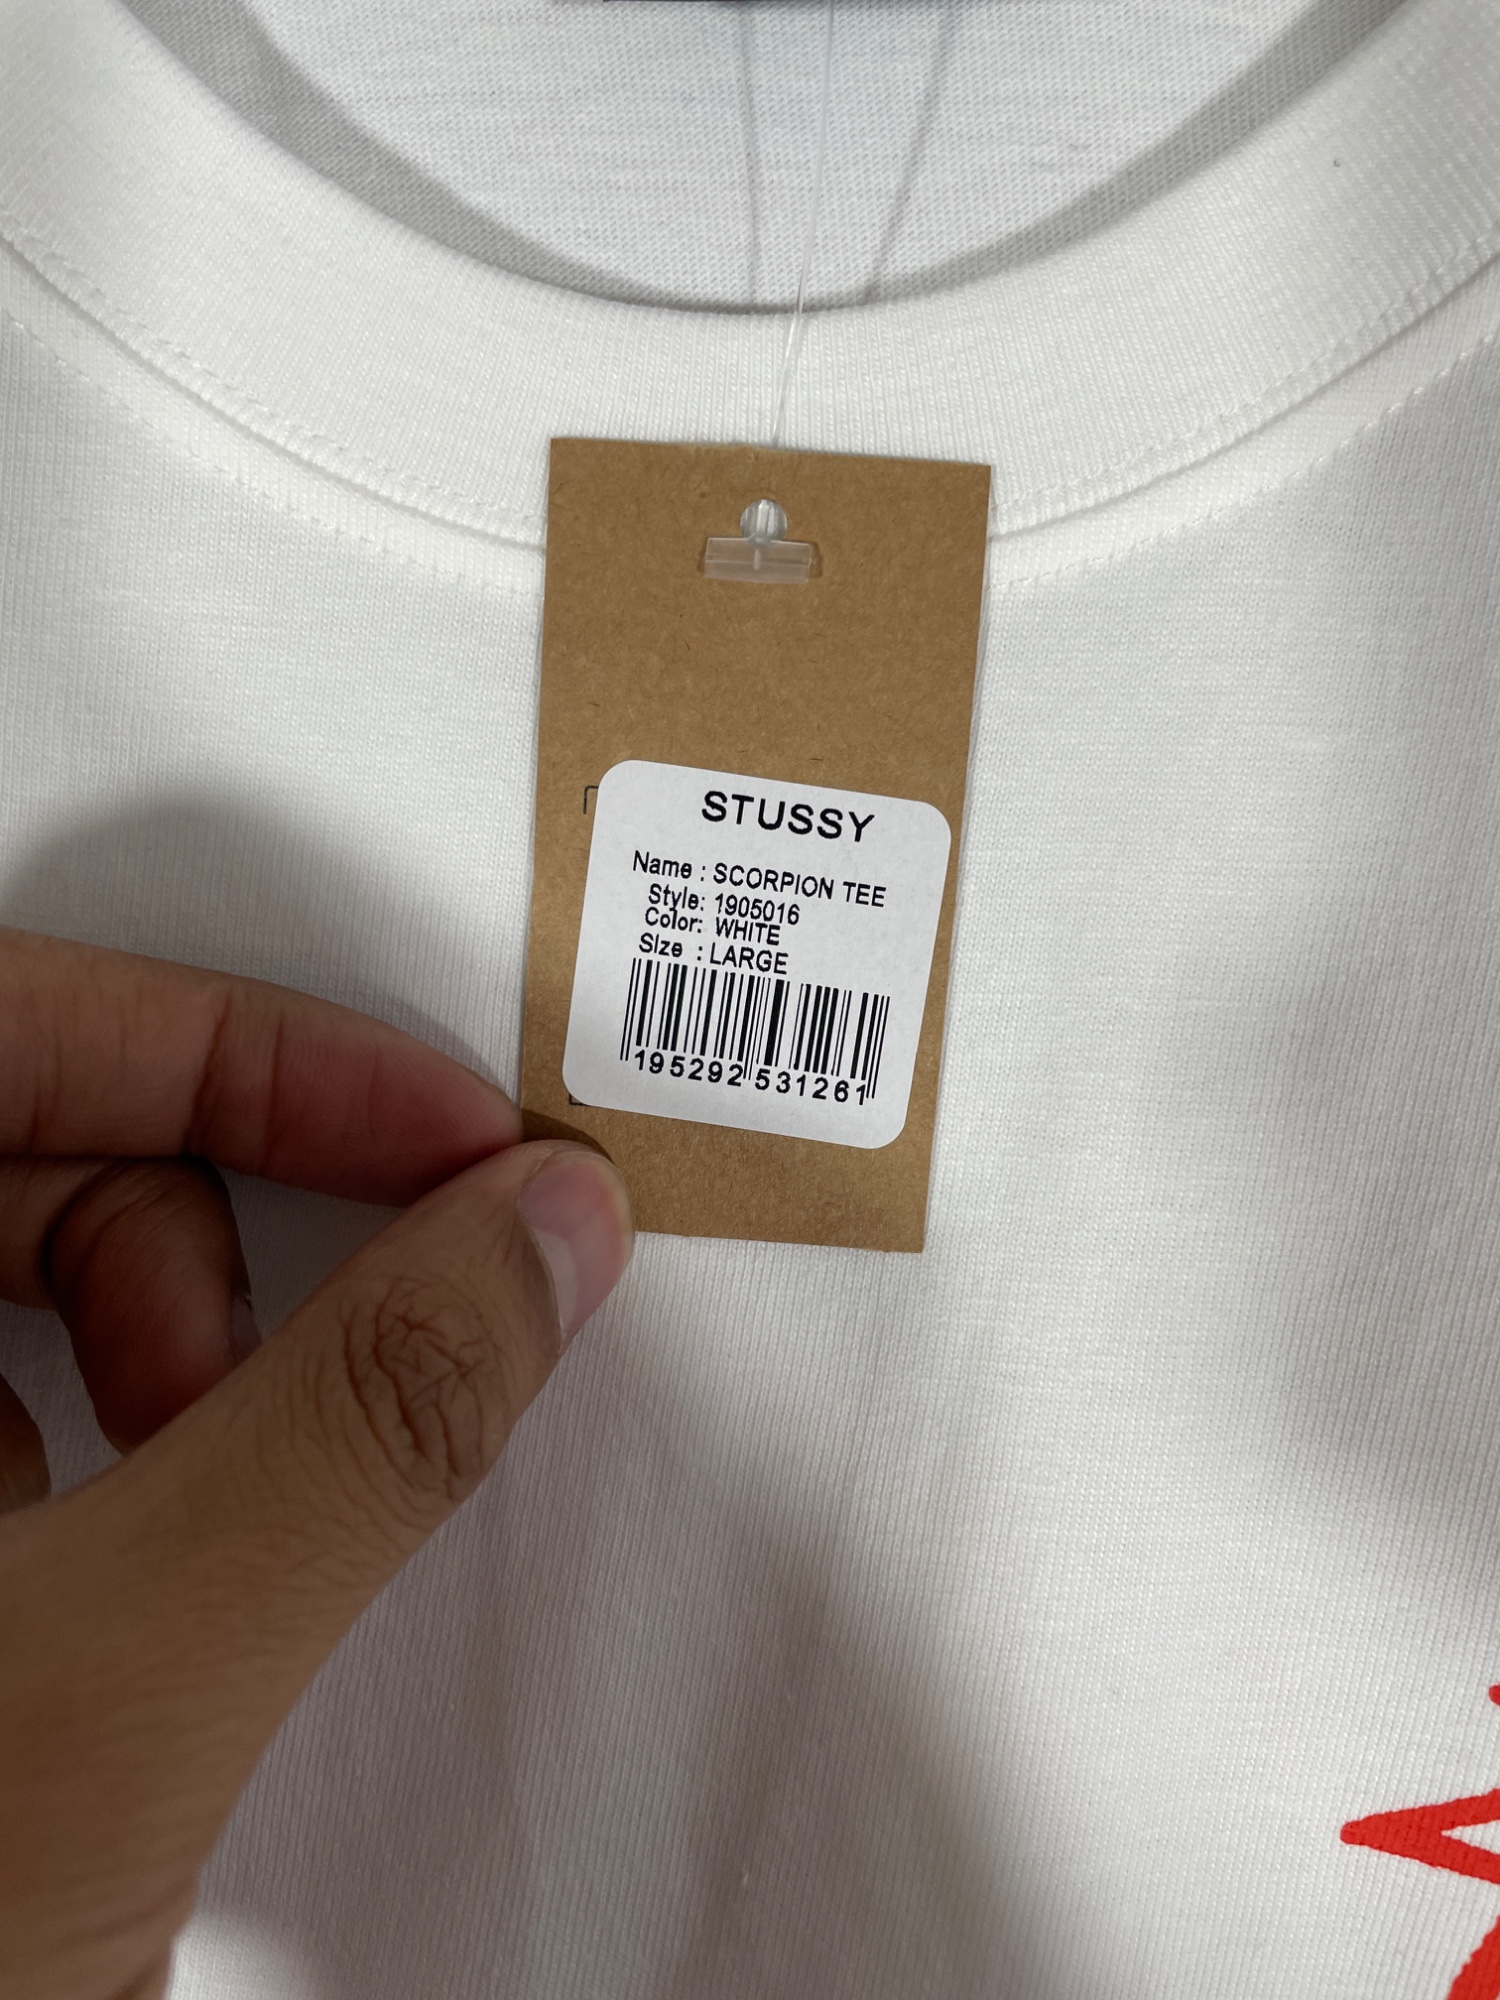 STUSSY
Name : SCORPION TEE
Style: 1905016
Color: WHITE
Size : LARGE
195292 531261